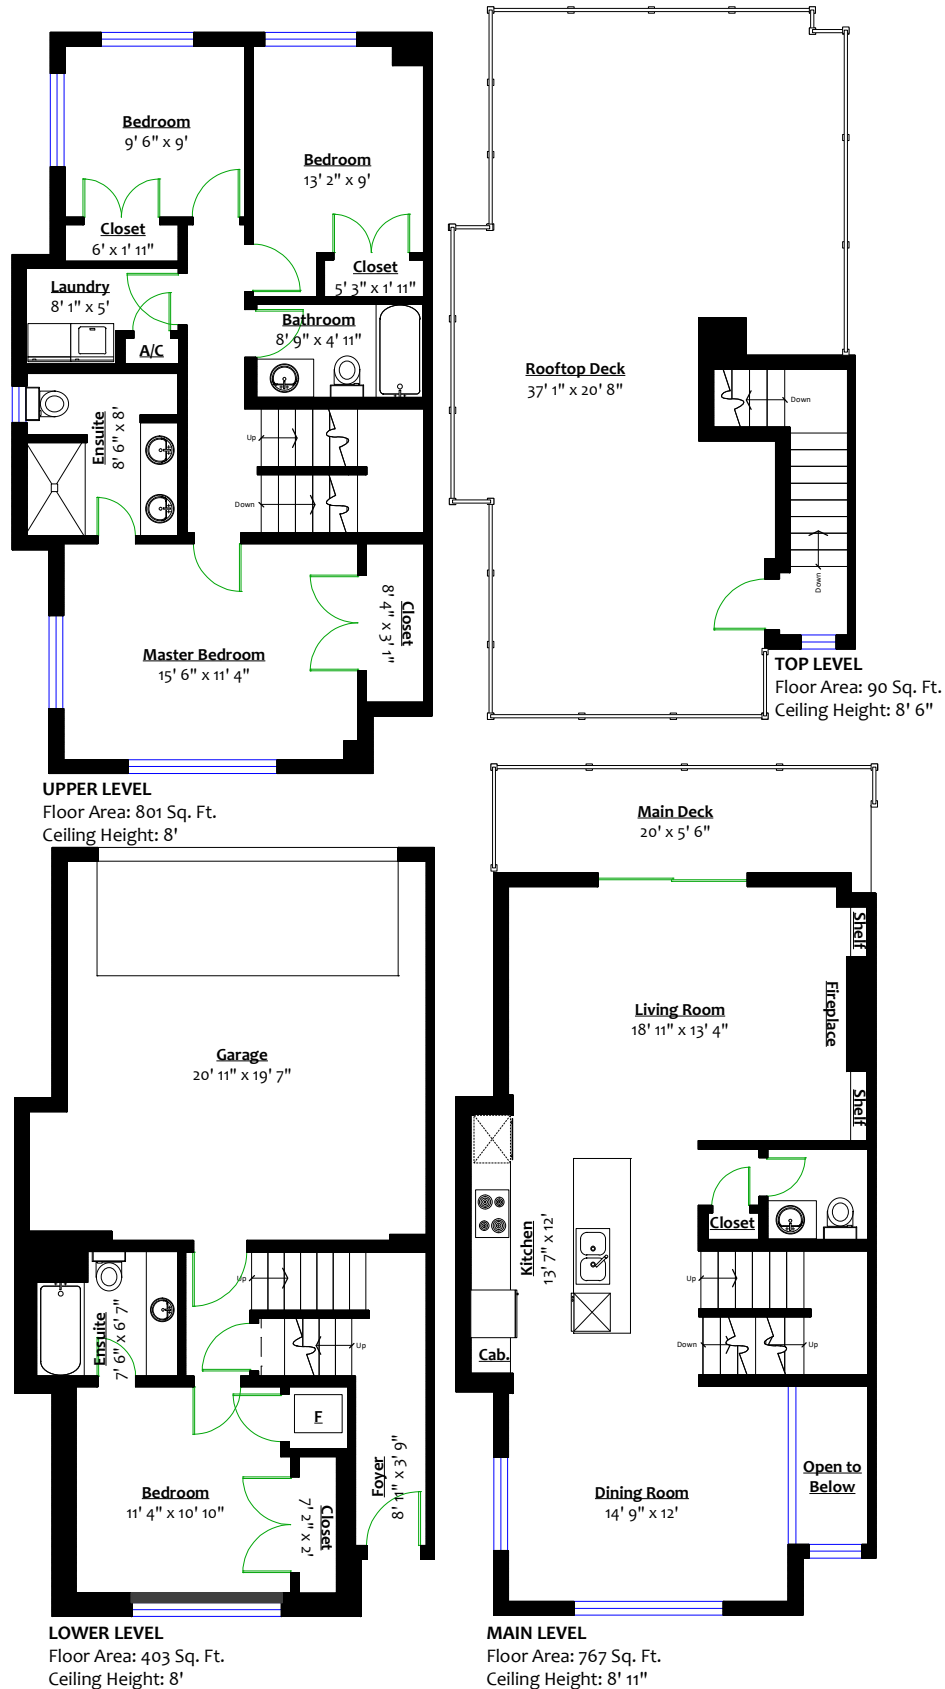 Bedroom
9' 6" x 9'
Bedroom
13' 2" x 9'
Closet
6' x 1' 11"
Closet
5' 3" x 1' 11"
Laundry
8' 1" x 5'
A/C
Bathroom
8' 9" x 4' 11"
Ensuite
8' 6" x 8'
Up
Down
Master Bedroom
15' 6" x 11' 4"
Closet
8' 4" x 3' 1"
UPPER LEVEL
Floor Area: 801 Sq. Ft.
Ceiling Height: 8'
Rooftop Deck
37' 1" x 20' 8"
Down
Down
TOP LEVEL
Floor Area: 90 Sq. Ft.
Ceiling Height: 8' 6"
Garage
20' 11" x 19' 7"
Up
Up
Ensuite
7' 6" x 6' 7"
F
Bedroom
11' 4" x 10' 10"
Closet
7' 2" x 2'
Foyer
8' 11" x 3' 9"
LOWER LEVEL
Floor Area: 403 Sq. Ft.
Ceiling Height: 8'
Main Deck
20' x 5' 6"
Shelf
Living Room
18' 11" x 13' 4"
Fireplace
Shelf
Closet
Kitchen
13' 7" x 12'
Cab.
Up
Down
Up
Dining Room
14' 9" x 12'
Open to
Below
MAIN LEVEL
Floor Area: 767 Sq. Ft.
Ceiling Height: 8' 11"